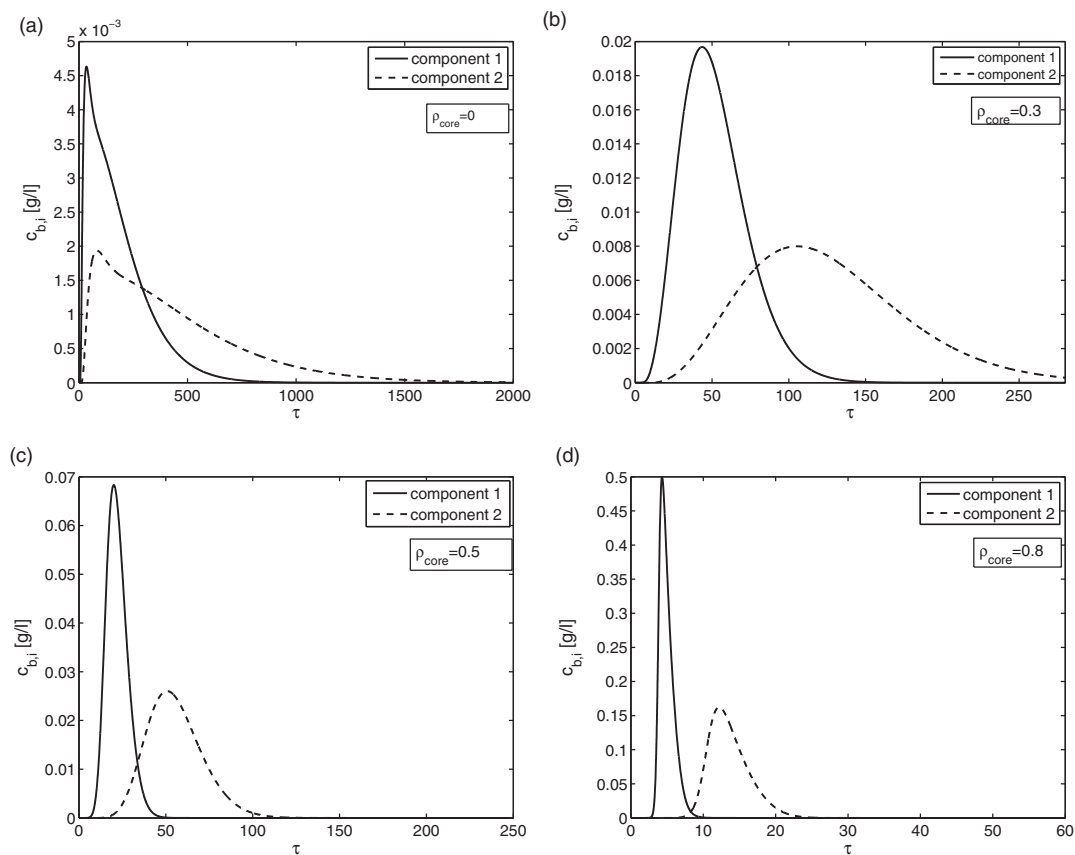 (a)
× 10⁻³
5
4.5
4
3.5
3
2.5
2
1.5
1
0.5
0
0 500 1000 1500 2000
c_b,i [g/l]
τ
component 1
component 2
ρ_core=0
(b)
0.02
0.018
0.016
0.014
0.012
0.01
0.008
0.006
0.004
0.002
0
0 50 100 150 200 250
c_b,i [g/l]
τ
component 1
component 2
ρ_core=0.3
(c)
0.07
0.06
0.05
0.04
0.03
0.02
0.01
0
0 50 100 150 200 250
c_b,i [g/l]
τ
component 1
component 2
ρ_core=0.5
(d)
0.5
0.45
0.4
0.35
0.3
0.25
0.2
0.15
0.1
0.05
0
0 10 20 30 40 50 60
c_b,i [g/l]
τ
component 1
component 2
ρ_core=0.8